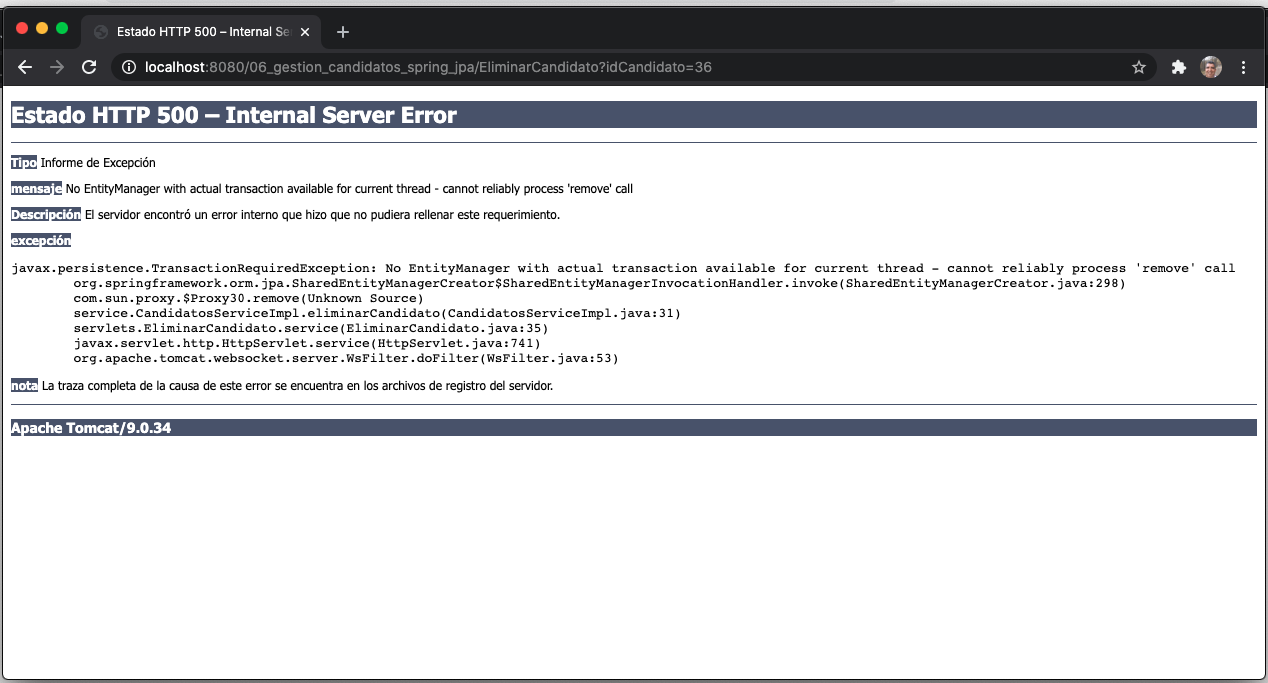 Estado HTTP 500 – Internal Se
localhost:8080/06_gestion_candidatos_spring_jpa/EliminarCandidato?idCandidato=36
Estado HTTP 500 – Internal Server Error
Tipo Informe de Excepción
mensaje No EntityManager with actual transaction available for current thread - cannot reliably process 'remove' call
Descripción El servidor encontró un error interno que hizo que no pudiera rellenar este requerimiento.
excepción
javax.persistence.TransactionRequiredException: No EntityManager with actual transaction available for current thread - cannot reliably process 'remove' call
org.springframework.orm.jpa.SharedEntityManagerCreator$SharedEntityManagerInvocationHandler.invoke(SharedEntityManagerCreator.java:298)
com.sun.proxy.$Proxy30.remove(Unknown Source)
service.CandidatosServiceImpl.eliminarCandidato(CandidatosServiceImpl.java:31)
servlets.EliminarCandidato.service(EliminarCandidato.java:35)
javax.servlet.http.HttpServlet.service(HttpServlet.java:741)
org.apache.tomcat.websocket.server.WsFilter.doFilter(WsFilter.java:53)
nota La traza completa de la causa de este error se encuentra en los archivos de registro del servidor.
Apache Tomcat/9.0.34